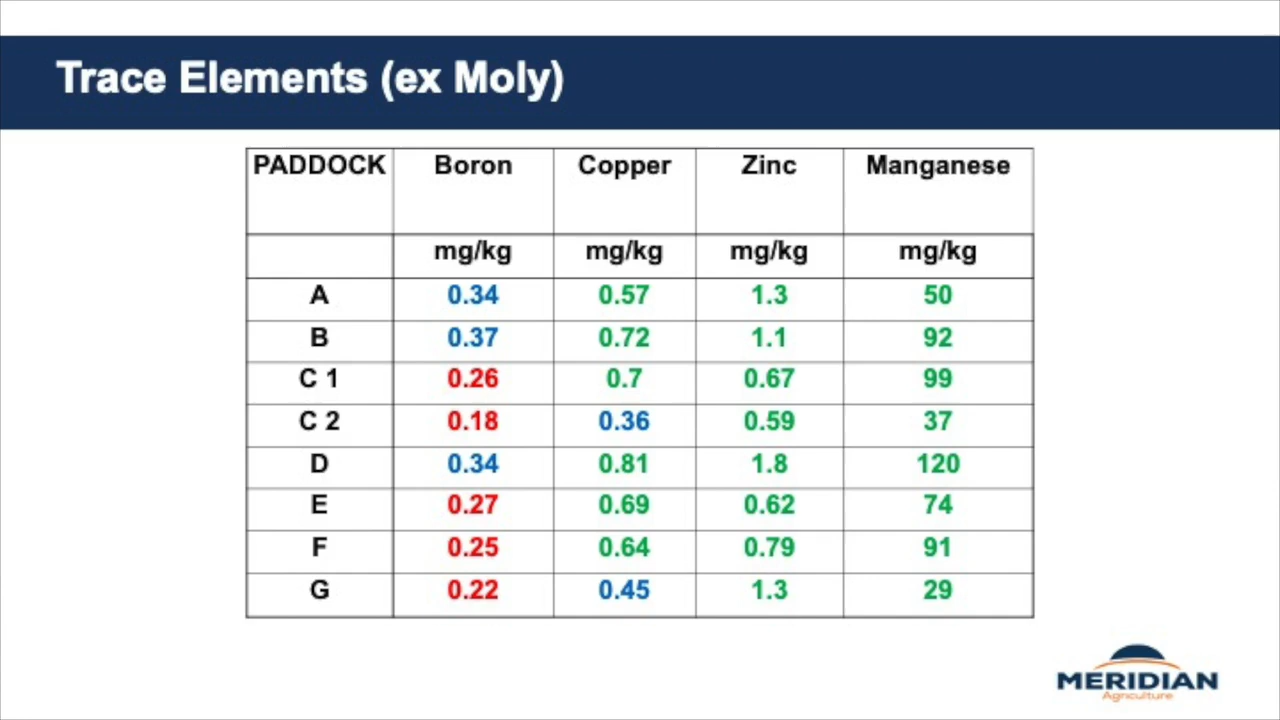 Trace Elements (ex Moly)
PADDOCK Boron Copper Zinc Manganese
mg/kg mg/kg mg/kg mg/kg
A 0.34 0.57 1.3 50
B 0.37 0.72 1.1 92
C 1 0.26 0.7 0.67 99
C 2 0.18 0.36 0.59 37
D 0.34 0.81 1.8 120
E 0.27 0.69 0.62 74
F 0.25 0.64 0.79 91
G 0.22 0.45 1.3 29
MERIDIAN
Agriculture